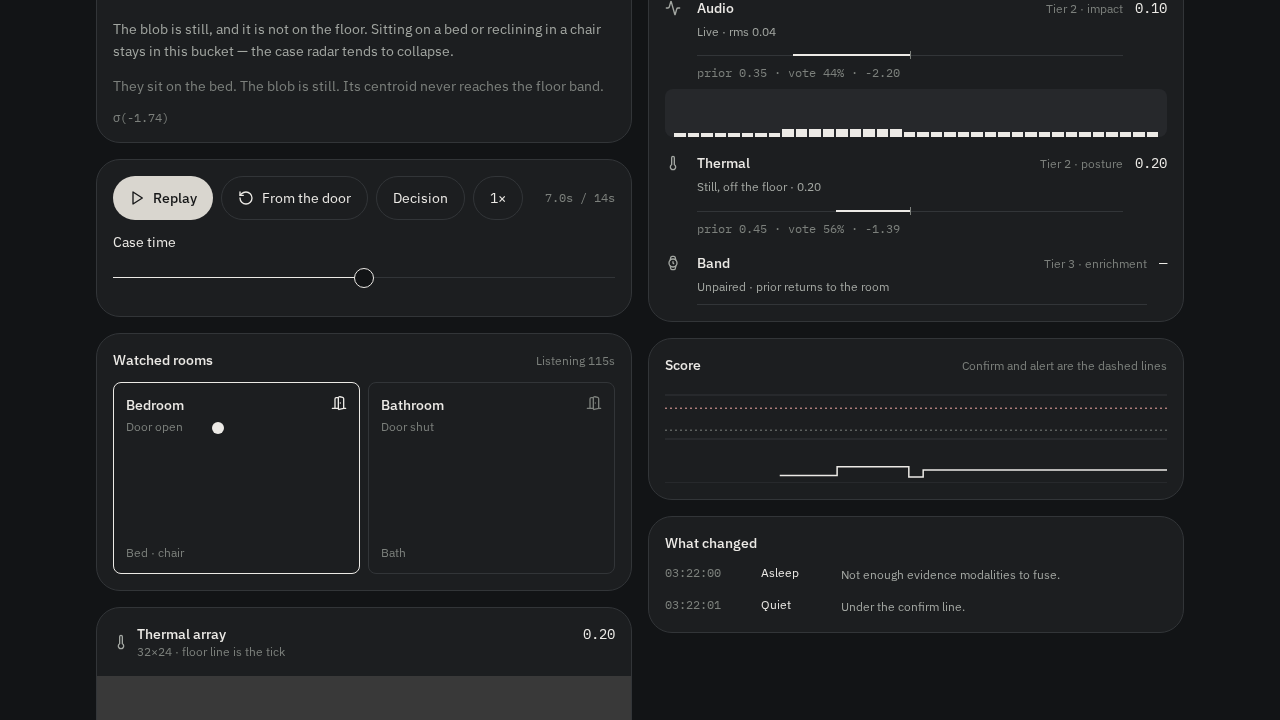 The blob is still, and it is not on the floor. Sitting on a bed or reclining in a chair
stays in this bucket — the case radar tends to collapse.
They sit on the bed. The blob is still. Its centroid never reaches the floor band.
σ(-1.74)
Replay
From the door
Decision
1×
7.0s / 14s
Case time
Watched rooms
Listening 115s
Bedroom
Door open
Bed · chair
Bathroom
Door shut
Bath
Thermal array
32×24 · floor line is the tick
0.20
Audio
Tier 2 · impact
0.10
Live · rms 0.04
prior 0.35 · vote 44% · -2.20
Thermal
Tier 2 · posture
0.20
Still, off the floor · 0.20
prior 0.45 · vote 56% · -1.39
Band
Tier 3 · enrichment
—
Unpaired · prior returns to the room
Score
Confirm and alert are the dashed lines
What changed
03:22:00
Asleep
Not enough evidence modalities to fuse.
03:22:01
Quiet
Under the confirm line.